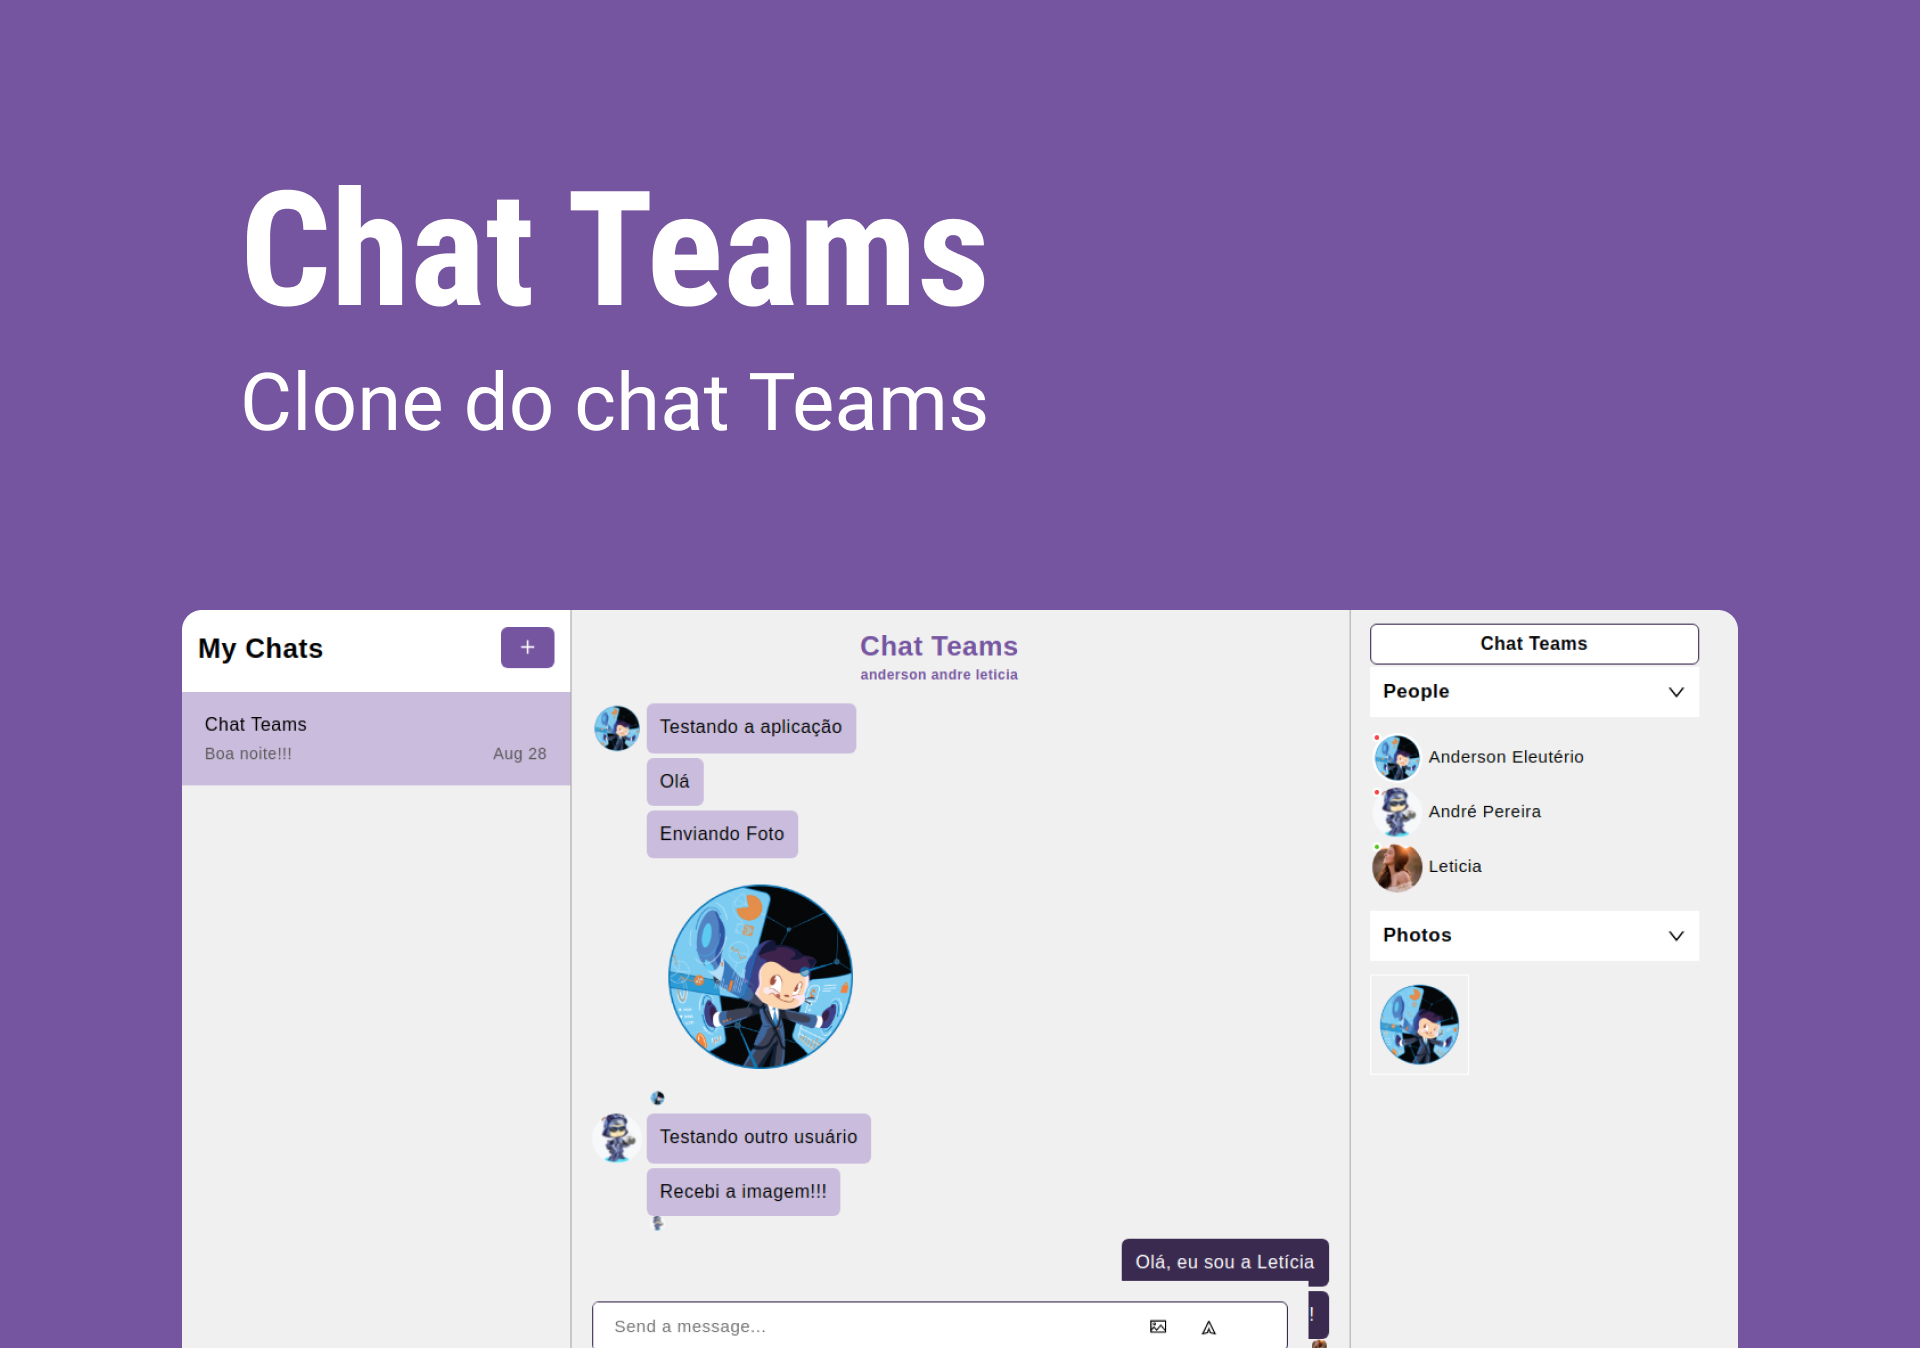 Chat Teams
Clone do chat Teams
My Chats
+
Chat Teams
Boa noite!!!
Aug 28
Chat Teams
anderson andre leticia
Testando a aplicação
Olá
Enviando Foto
Testando outro usuário
Recebi a imagem!!!
Olá, eu sou a Letícia
!
Send a message...
Chat Teams
People
Anderson Eleutério
André Pereira
Leticia
Photos